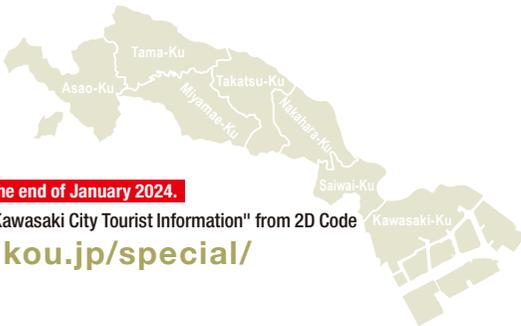 Tama-Ku
Asao-Ku
Takatsu-Ku
Miyamae-Ku
Nakahara-Ku
Saiwai-Ku
Kawasaki-Ku
end of January 2024.
Kawasaki City Tourist Information" from 2D Code
kou.jp/special/